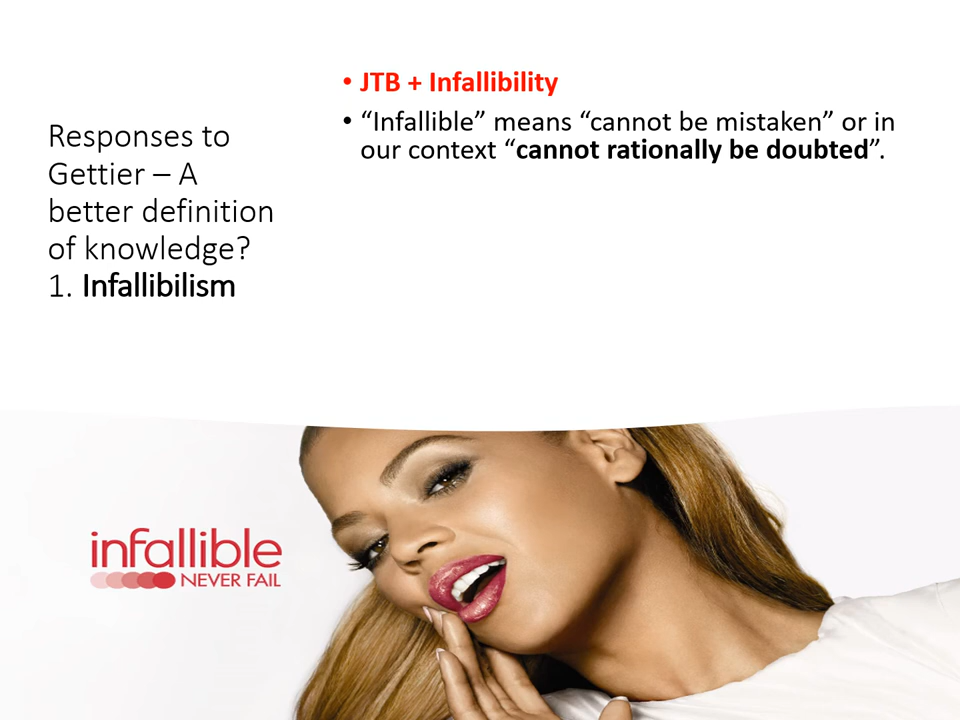 Responses to
Gettier – A
better definition
of knowledge?
1. Infallibilism
• JTB + Infallibility
• “Infallible” means “cannot be mistaken” or in
our context “cannot rationally be doubted”.
infallible
NEVER FAIL